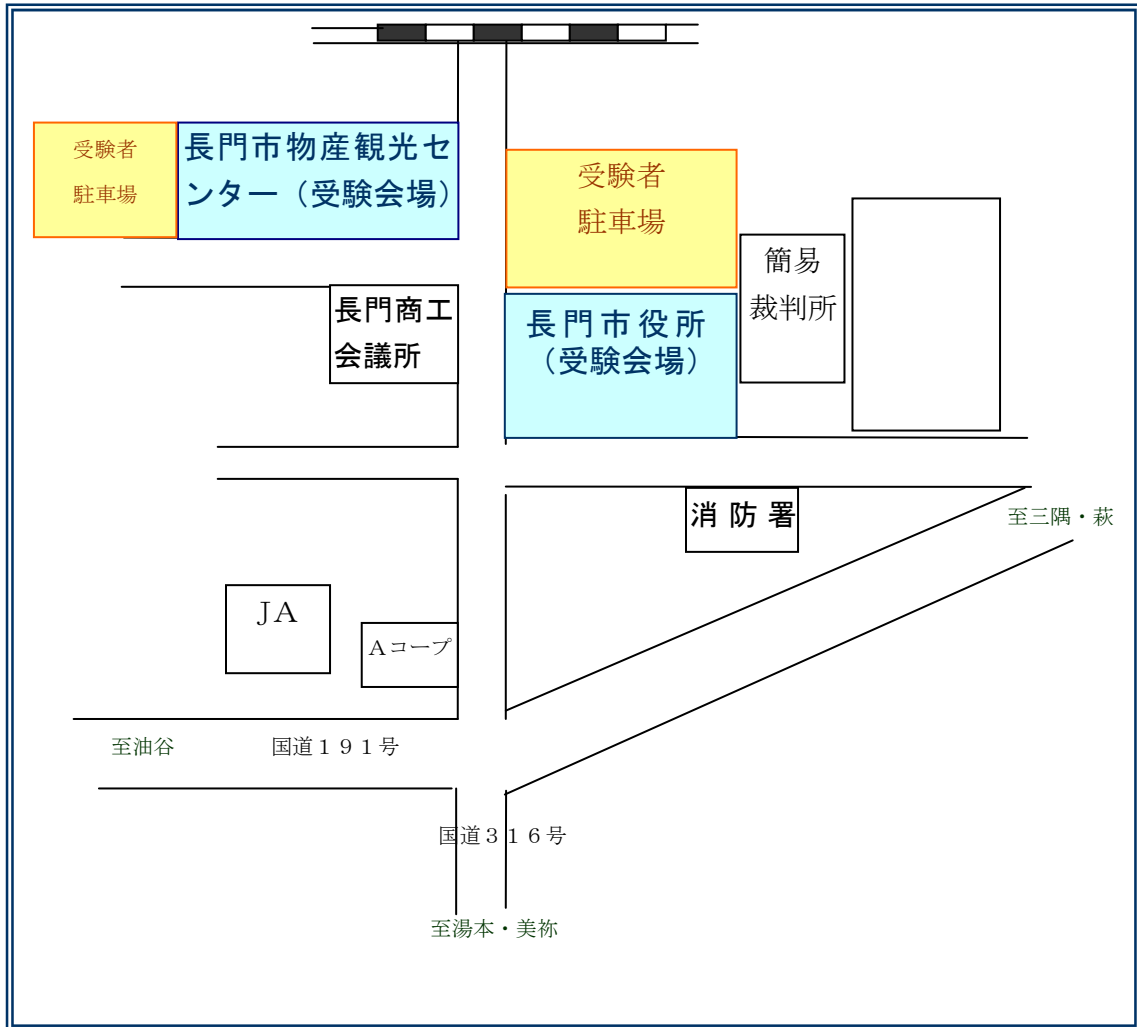 受験者
駐車場
長門市物産観光セ
ンター（受験会場）
受験者
駐車場
簡易
裁判所
長門商工
会議所
長門市役所
（受験会場）
消防署
至三隅・萩
JA
Aコープ
至油谷
国道１９１号
国道３１６号
至湯本・美祢